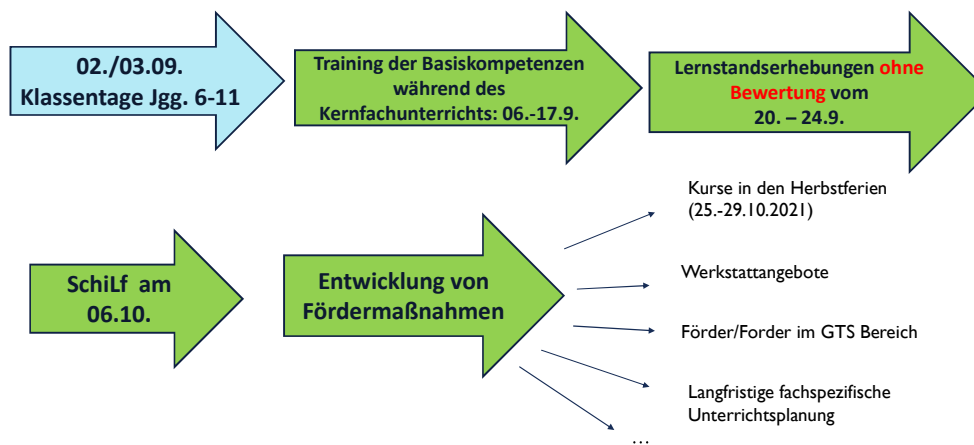 02./03.09.
Klassentage Jgg. 6-11
Training der Basiskompetenzen
während des
Kernfachunterrichts: 06.-17.9.
Lernstandserhebungen ohne
Bewertung vom
20. – 24.9.
SchiLf am
06.10.
Entwicklung von
Fördermaßnahmen
Kurse in den Herbstferien
(25.-29.10.2021)
Werkstattangebote
Förder/Forder im GTS Bereich
Langfristige fachspezifische
Unterrichtsplanung
…